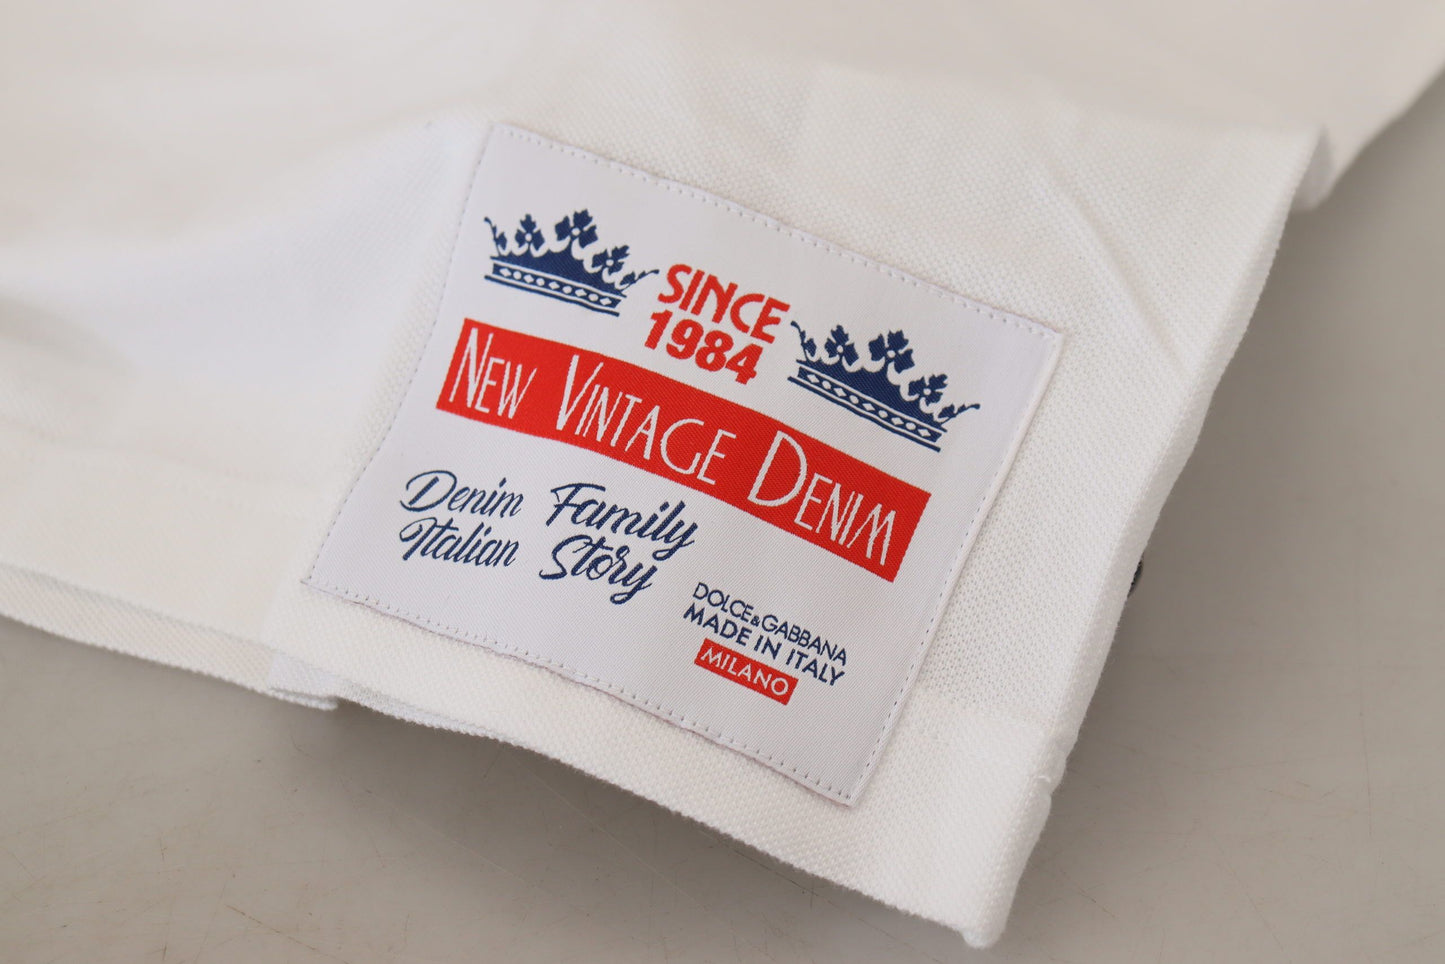 SINCE
1984
NEW VINTAGE DENIM
Denim Family
Italian Story
DOLCE&GABBANA
MADE IN ITALY
MILANO